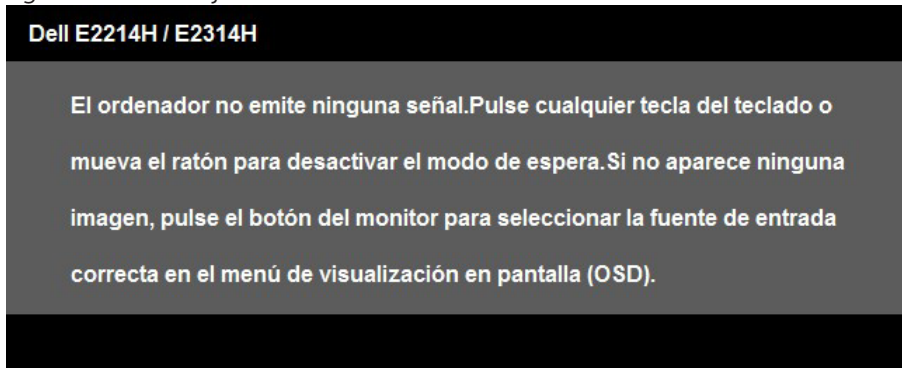 Dell E2214H / E2314H
El ordenador no emite ninguna señal.Pulse cualquier tecla del teclado o
mueva el ratón para desactivar el modo de espera.Si no aparece ninguna
imagen, pulse el botón del monitor para seleccionar la fuente de entrada
correcta en el menú de visualización en pantalla (OSD).